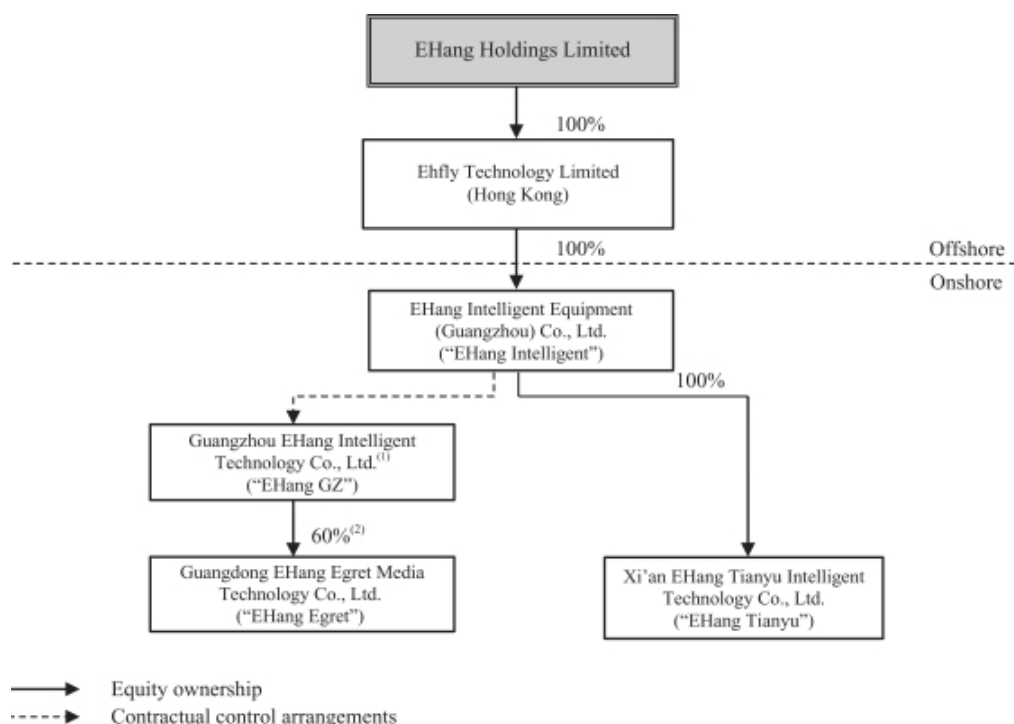 EHang Holdings Limited
100%
Ehfly Technology Limited
(Hong Kong)
100%
Offshore
Onshore
EHang Intelligent Equipment
(Guangzhou) Co., Ltd.
(“EHang Intelligent”)
100%
Guangzhou EHang Intelligent
Technology Co., Ltd.(1)
(“EHang GZ”)
60%(2)
Guangdong EHang Egret Media
Technology Co., Ltd.
(“EHang Egret”)
Xi’an EHang Tianyu Intelligent
Technology Co., Ltd.
(“EHang Tianyu”)
Equity ownership
Contractual control arrangements